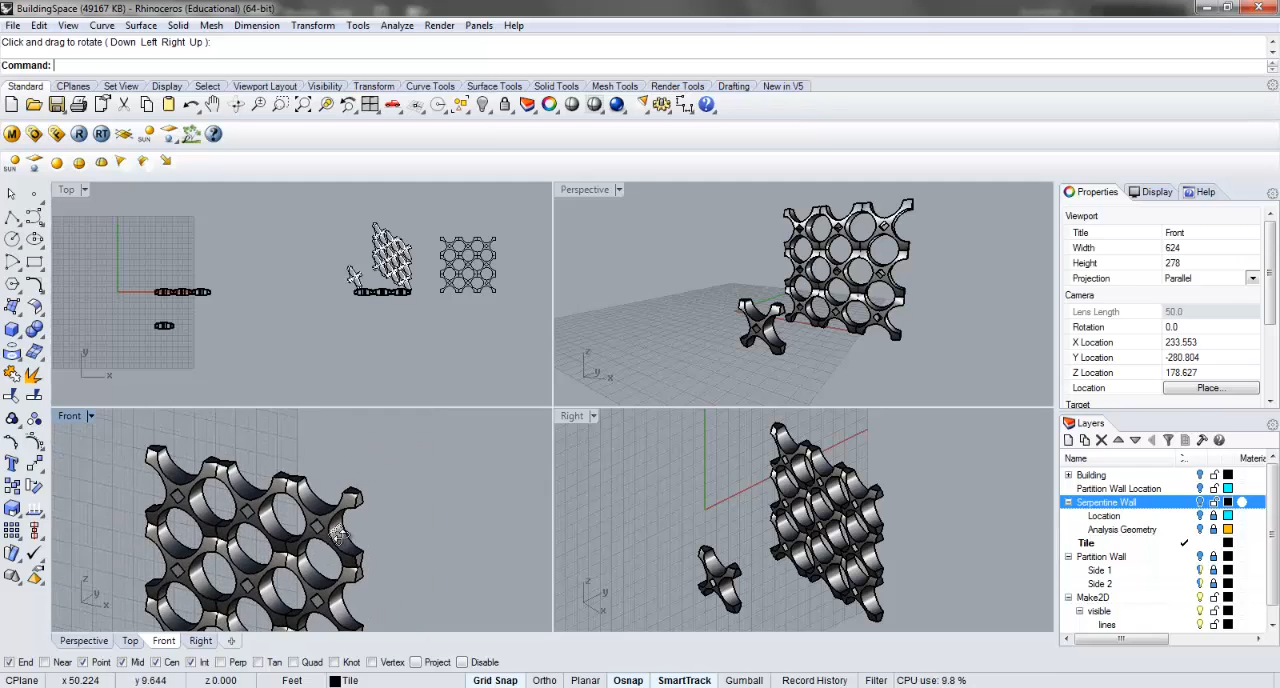 BuildingSpace (49167 KB) - Rhinoceros (Educational) (64-bit)
File Edit View Curve Surface Solid Mesh Dimension Transform Tools Analyze Render Panels Help
Click and drag to rotate ( Down Left Right Up ):
Command:
Standard CPlanes Set View Display Select Viewport Layout Visibility Transform Curve Tools Surface Tools Solid Tools Mesh Tools Render Tools Drafting New in V5
M R RT SUN
SUN
Top
y
x
Perspective
z
y
x
Front
z
y
x
Right
z
y
x
Properties Display Help
Viewport
Title Front
Width 624
Height 278
Projection Parallel
Camera
Lens Length 50.0
Rotation 0.0
X Location 233.553
Y Location -280.804
Z Location 178.627
Location Place...
Target
Layers
Name Materia
Building
Partition Wall Location
Serpentine Wall
Location
Analysis Geometry
Tile
Partition Wall
Side 1
Side 2
Make2D
visible
lines
Perspective Top Front Right
End Near Point Mid Cen Int Perp Tan Quad Knot Vertex Project Disable
CPlane x 50.224 y 9.644 z 0.000 Feet Tile Grid Snap Ortho Planar Osnap SmartTrack Gumball Record History Filter CPU use: 9.8 %